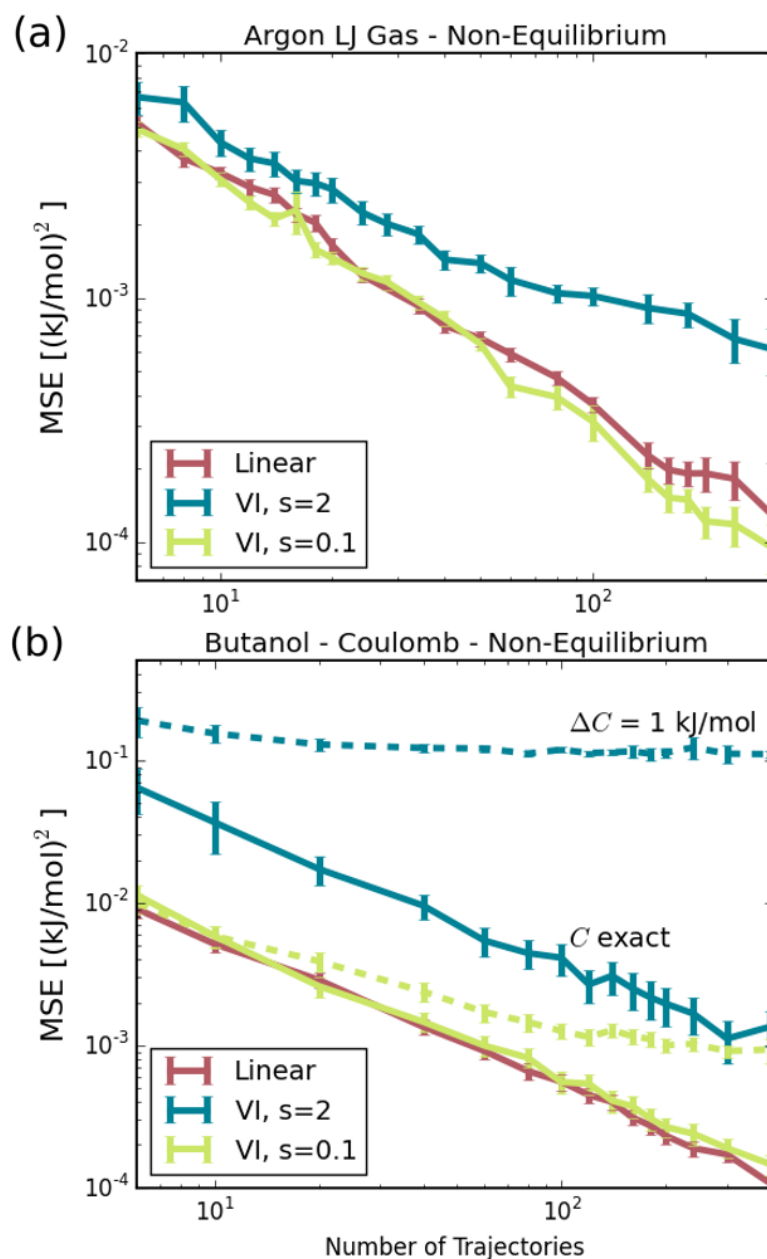 (a)
Argon LJ Gas - Non-Equilibrium
10^-2
10^-3
10^-4
MSE [(kJ/mol)^2 ]
Linear
VI, s=2
VI, s=0.1
10^1
10^2
(b)
Butanol - Coulomb - Non-Equilibrium
ΔC = 1 kJ/mol
10^-1
10^-2
10^-3
10^-4
MSE [(kJ/mol)^2 ]
C exact
Linear
VI, s=2
VI, s=0.1
10^1
10^2
Number of Trajectories